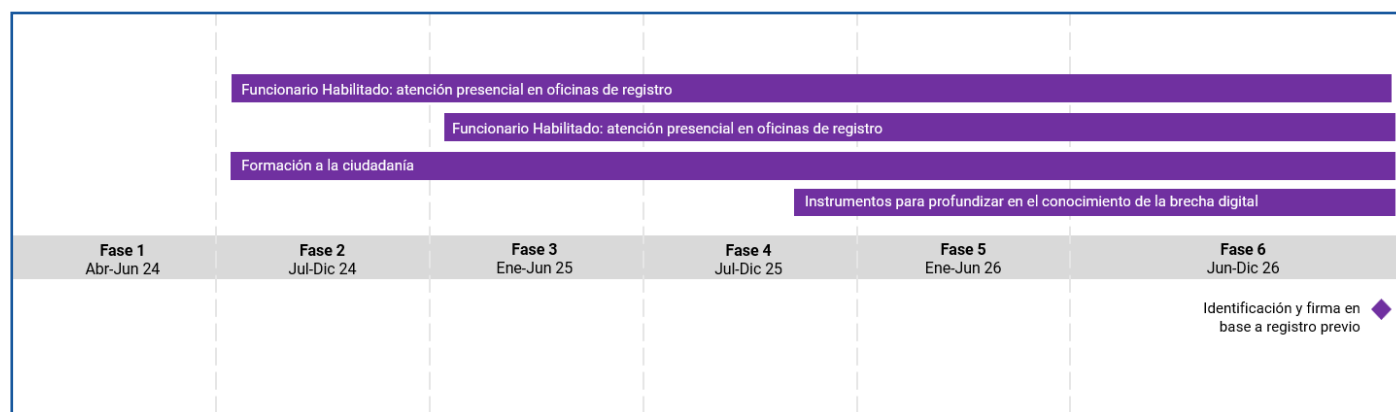 Funcionario Habilitado: atención presencial en oficinas de registro
Funcionario Habilitado: atención presencial en oficinas de registro
Formación a la ciudadanía
Instrumentos para profundizar en el conocimiento de la brecha digital
Fase 1
Abr-Jun 24
Fase 2
Jul-Dic 24
Fase 3
Ene-Jun 25
Fase 4
Jul-Dic 25
Fase 5
Ene-Jun 26
Fase 6
Jun-Dic 26
Identificación y firma en
base a registro previo